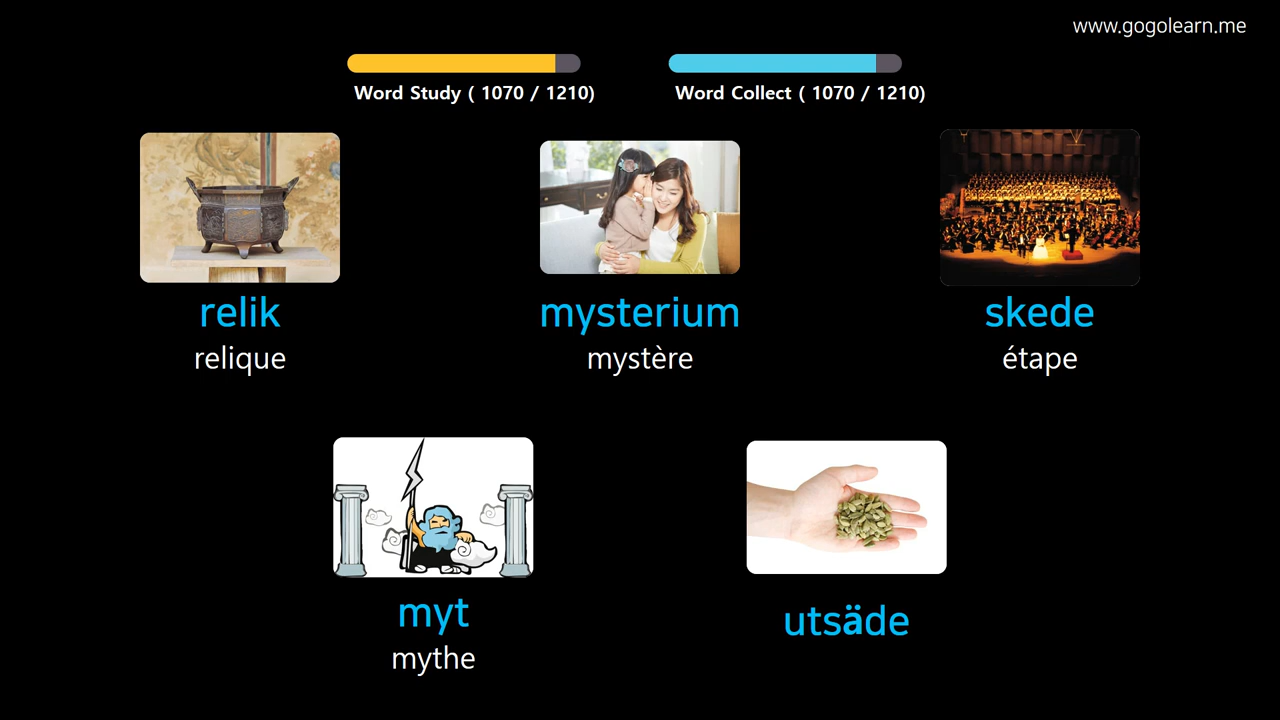 www.gogolearn.me
Word Study ( 1070 / 1210)
Word Collect ( 1070 / 1210)
relik
relique
mysterium
mystère
skede
étape
myt
mythe
utsäde